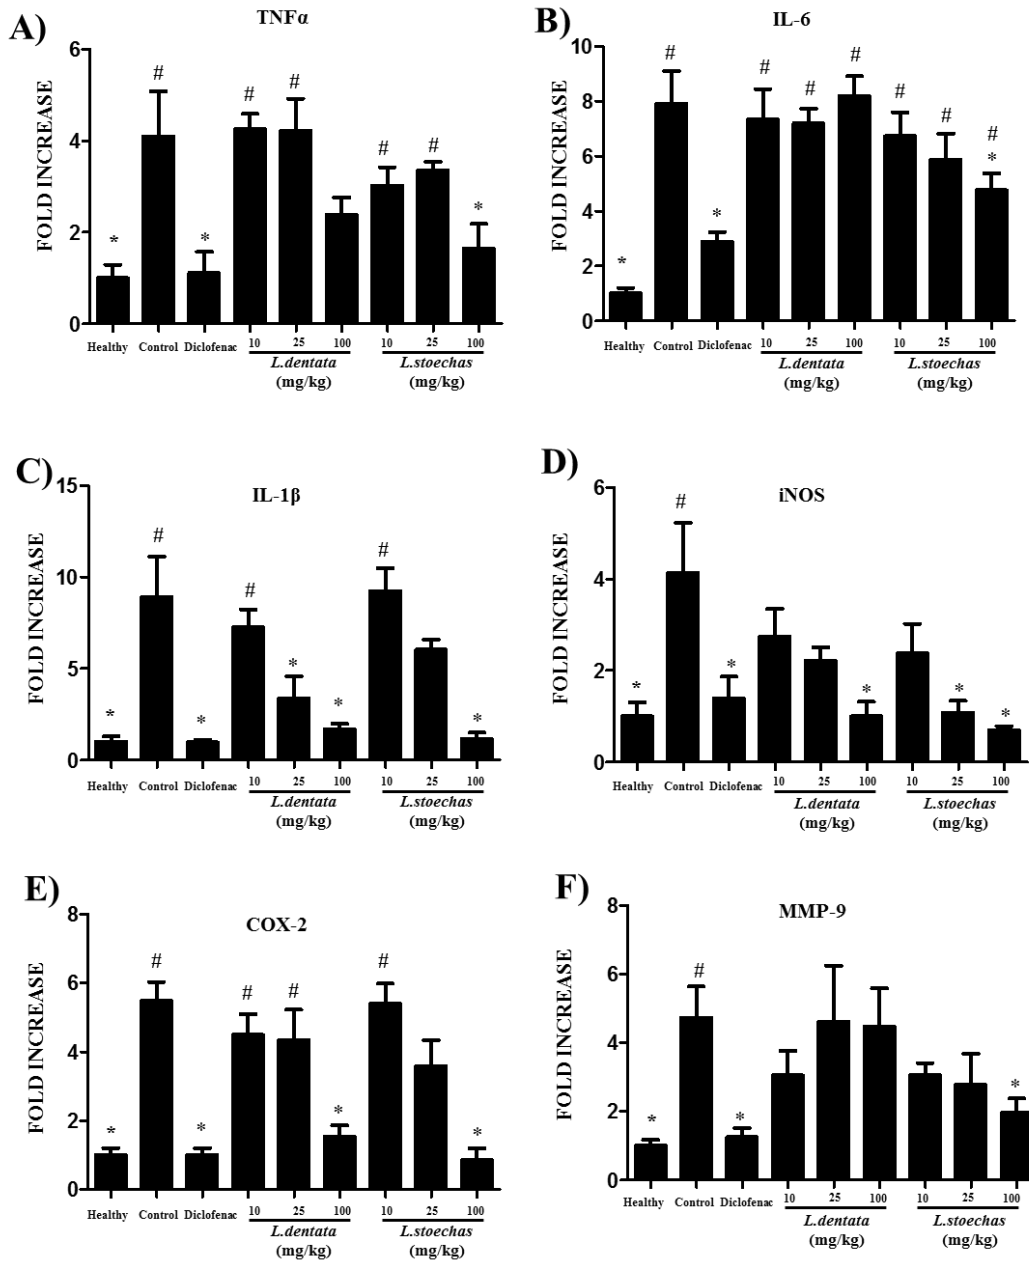 A)
TNFα
FOLD INCREASE
6
4
2
0
#
#
#
#
#
*
*
*
Healthy Control Diclofenac 10 25 100 10 25 100
L.dentata L.stoechas
(mg/kg) (mg/kg)
B)
IL-6
FOLD INCREASE
10
8
6
4
2
0
#
#
#
#
#
#
#
*
*
*
Healthy Control Diclofenac 10 25 100 10 25 100
L.dentata L.stoechas
(mg/kg) (mg/kg)
C)
IL-1β
FOLD INCREASE
15
10
5
0
#
#
#
*
*
*
*
*
Healthy Control Diclofenac 10 25 100 10 25 100
L.dentata L.stoechas
(mg/kg) (mg/kg)
D)
iNOS
FOLD INCREASE
6
4
2
0
#
*
*
*
*
*
Healthy Control Diclofenac 10 25 100 10 25 100
L.dentata L.stoechas
(mg/kg) (mg/kg)
E)
COX-2
FOLD INCREASE
8
6
4
2
0
#
#
#
#
*
*
*
*
Healthy Control Diclofenac 10 25 100 10 25 100
L.dentata L.stoechas
(mg/kg) (mg/kg)
F)
MMP-9
FOLD INCREASE
8
6
4
2
0
#
*
*
*
Healthy Control Diclofenac 10 25 100 10 25 100
L.dentata L.stoechas
(mg/kg) (mg/kg)